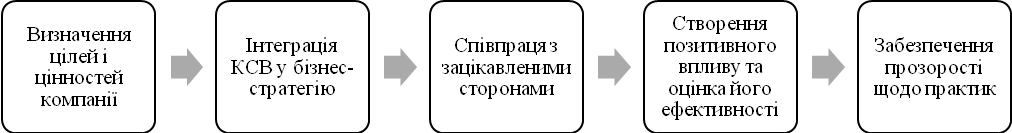 Визначення
цілей і
цінностей
компанії
Інтеграція
КСВ у бізнес-
стратегію
Співпраця з
зацікавленими
сторонами
Створення
позитивного
впливу та
оцінка його
ефективності
Забезпечення
прозорості
щодо практик